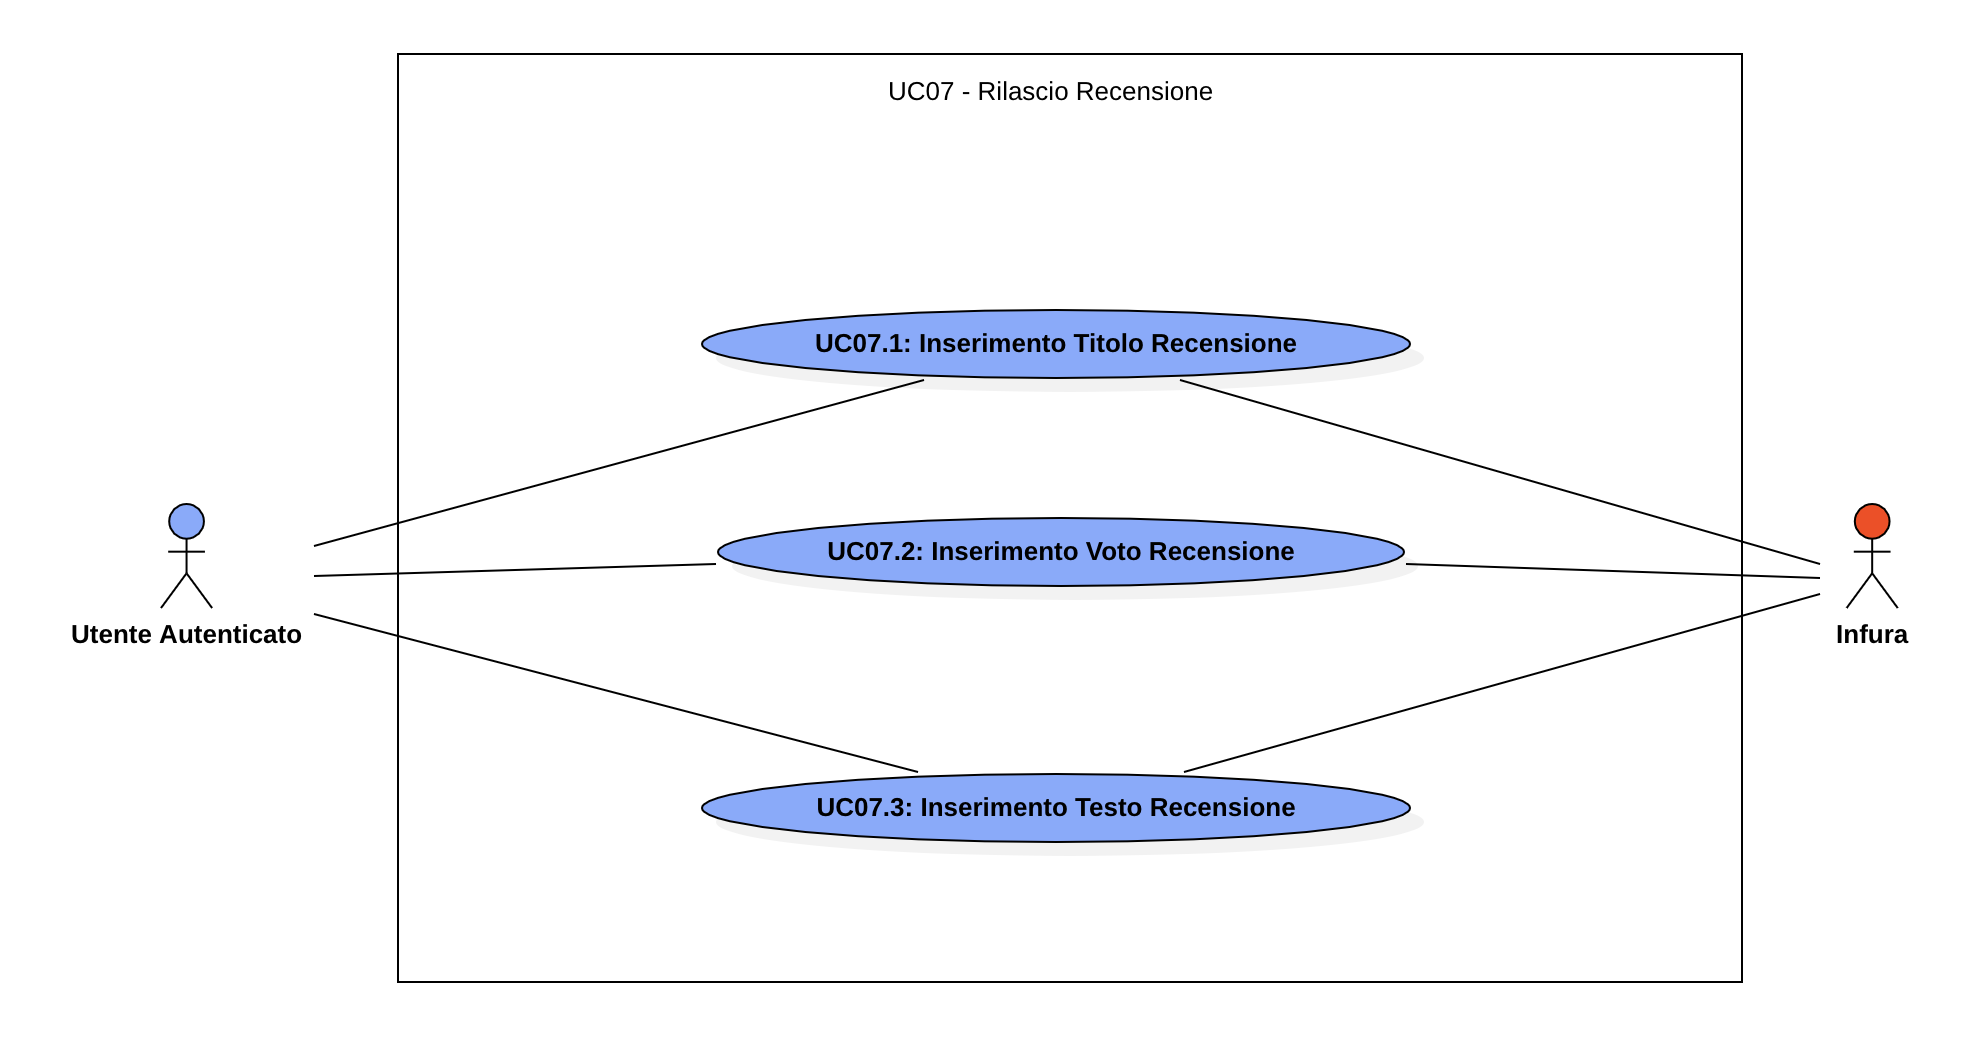 UC07 - Rilascio Recensione
UC07.1: Inserimento Titolo Recensione
UC07.2: Inserimento Voto Recensione
Utente Autenticato
Infura
UC07.3: Inserimento Testo Recensione